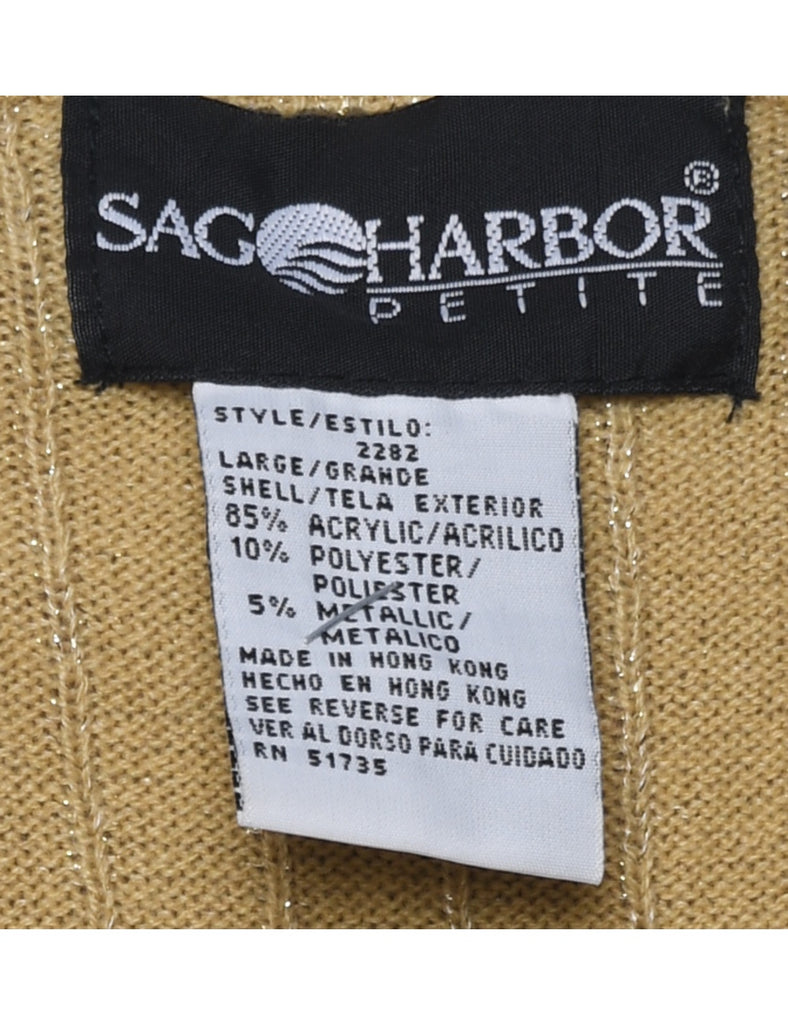 SAG HARBOR®
PETITE
STYLE/ESTILO:
2282
LARGE/GRANDE
SHELL/TELA EXTERIOR
85% ACRYLIC/ACRILICO
10% POLYESTER/
POLIESTER
5% METALLIC/
METALICO
MADE IN HONG KONG
HECHO EN HONG KONG
SEE REVERSE FOR CARE
VER AL DORSO PARA CUIDADO
RN 51735